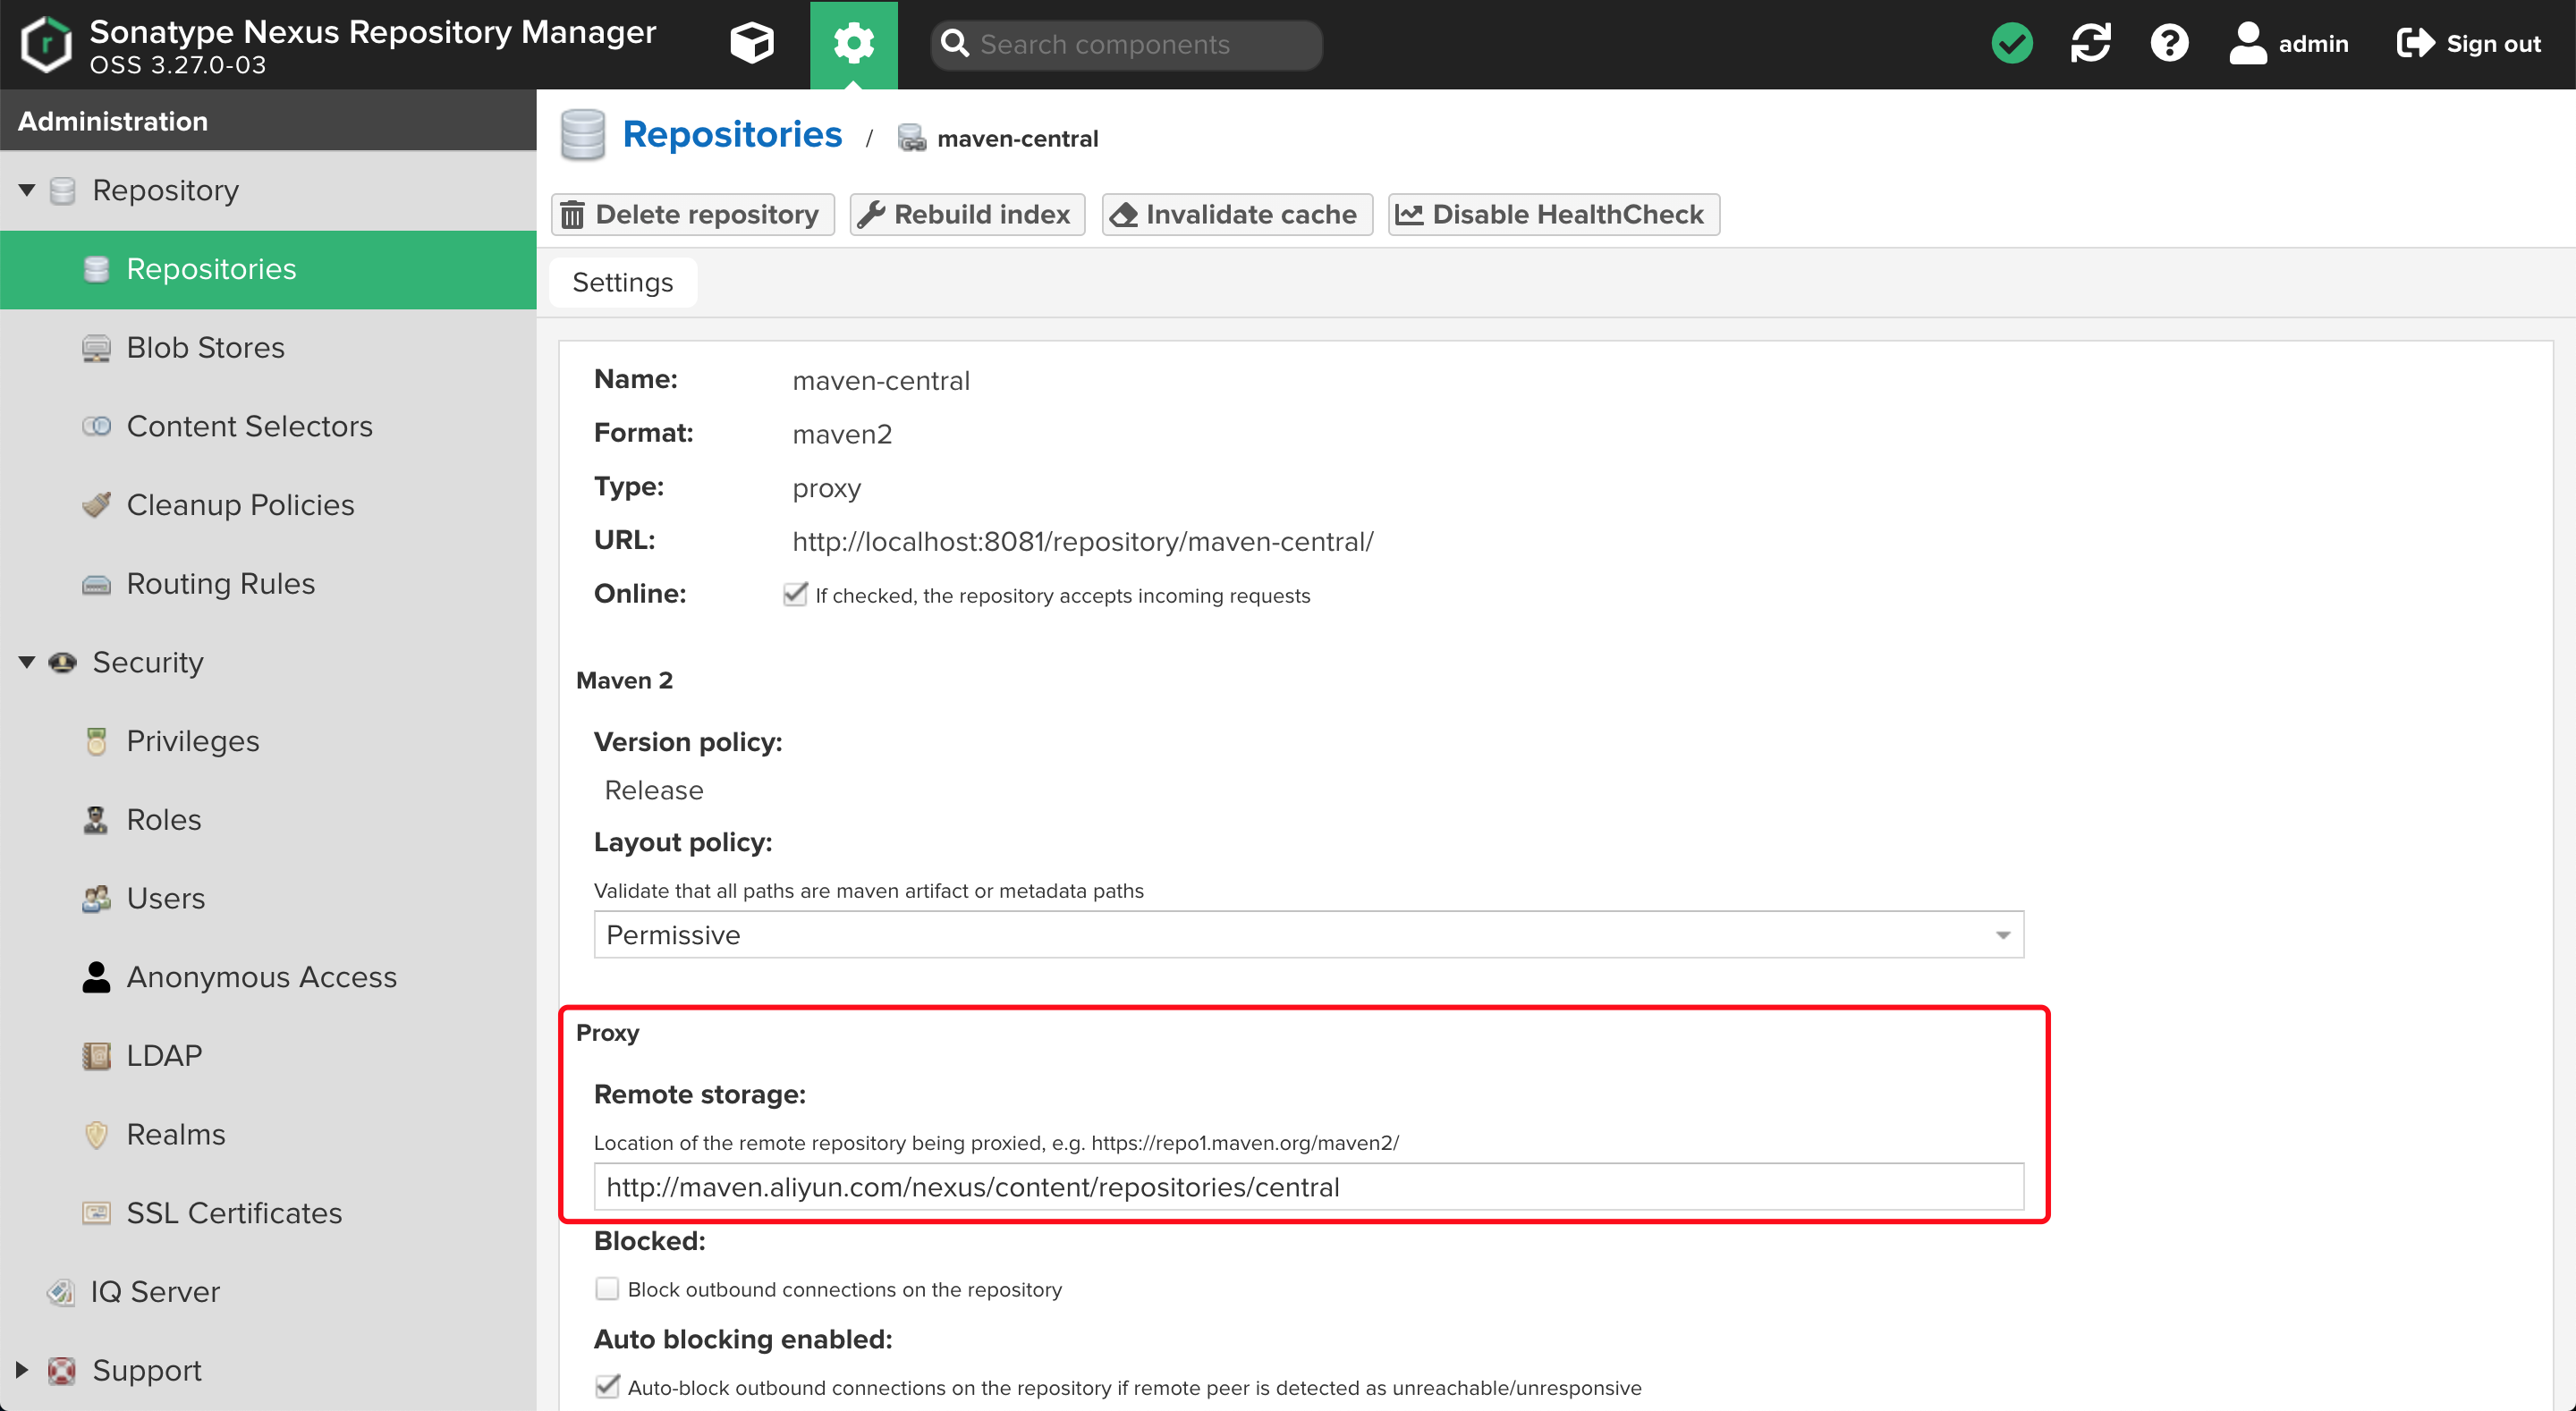 Sonatype Nexus Repository Manager
OSS 3.27.0-03
Search components
admin
Sign out
Administration
Repository
Repositories
Blob Stores
Content Selectors
Cleanup Policies
Routing Rules
Security
Privileges
Roles
Users
Anonymous Access
LDAP
Realms
SSL Certificates
IQ Server
Support
Repositories / maven-central
Delete repository
Rebuild index
Invalidate cache
Disable HealthCheck
Settings
Name: maven-central
Format: maven2
Type: proxy
URL: http://localhost:8081/repository/maven-central/
Online: If checked, the repository accepts incoming requests
Maven 2
Version policy:
Release
Layout policy:
Validate that all paths are maven artifact or metadata paths
Permissive
Proxy
Remote storage:
Location of the remote repository being proxied, e.g. https://repo1.maven.org/maven2/
http://maven.aliyun.com/nexus/content/repositories/central
Blocked:
Block outbound connections on the repository
Auto blocking enabled:
Auto-block outbound connections on the repository if remote peer is detected as unreachable/unresponsive